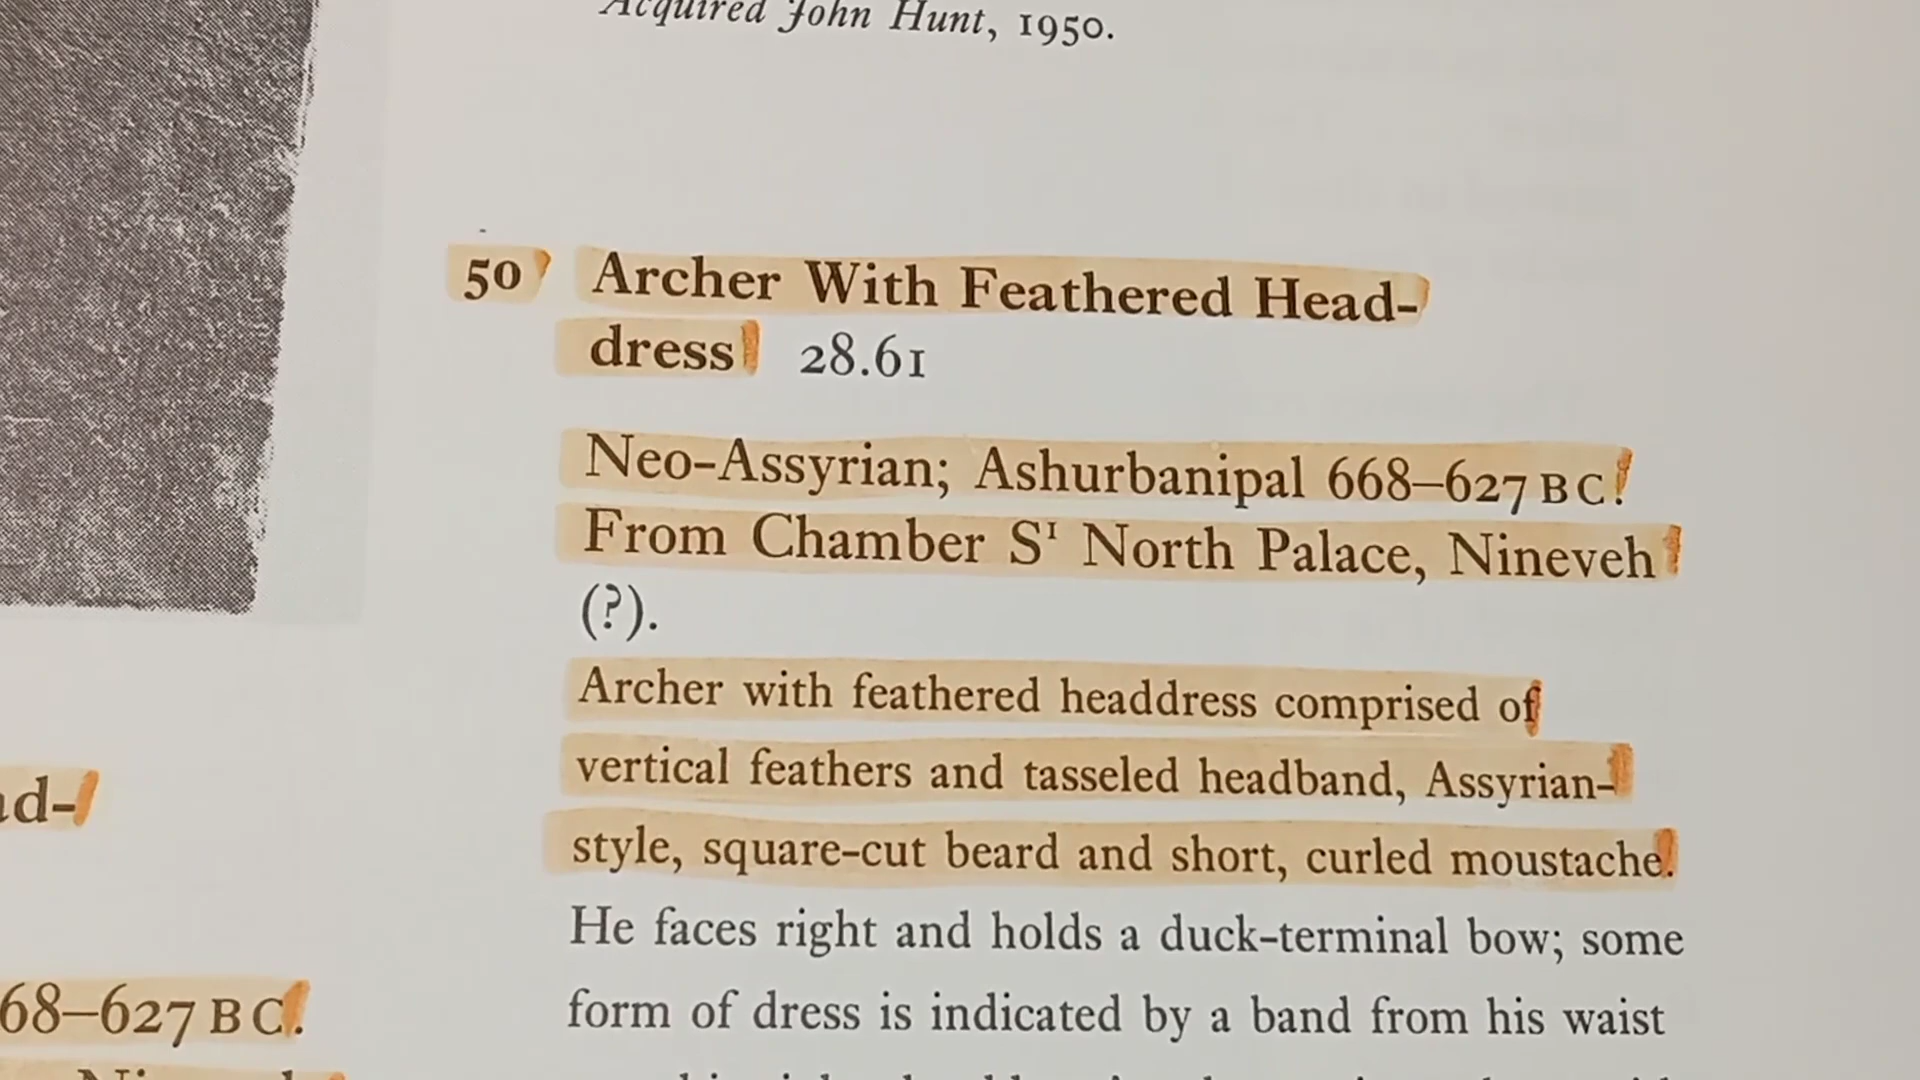 Acquired John Hunt, 1950.
50 Archer With Feathered Head-
dress 28.61
Neo-Assyrian; Ashurbanipal 668–627 BC.
From Chamber S¹ North Palace, Nineveh
(?).
Archer with feathered headdress comprised of
vertical feathers and tasseled headband, Assyrian-
style, square-cut beard and short, curled moustache.
He faces right and holds a duck-terminal bow; some
form of dress is indicated by a band from his waist
68–627 BC.